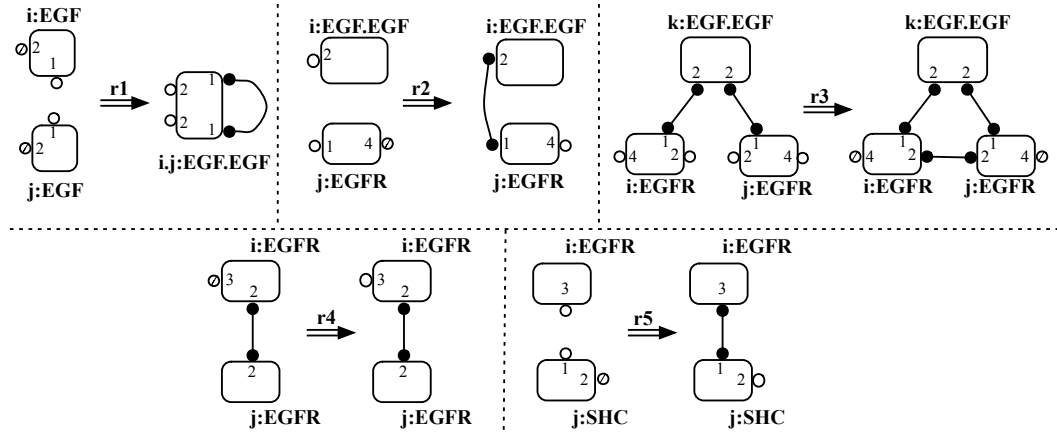 i:EGF
∅ 2
1
1
2
∅ 2
j:EGF
r1
1
2
2
1
i.j:EGF.EGF
i:EGF.EGF
2
1 4 ∅
j:EGFR
r2
i:EGF.EGF
2
1 4
j:EGFR
k:EGF.EGF
2 2
4 1 2
2 1 4
i:EGFR j:EGFR
r3
k:EGF.EGF
2 2
∅ 4 1 2
2 1 4 ∅
i:EGFR j:EGFR
i:EGFR
∅ 3 2
2
j:EGFR
r4
i:EGFR
3 2
2
j:EGFR
i:EGFR
3
1
2 ∅
j:SHC
r5
i:EGFR
3
1
2
j:SHC